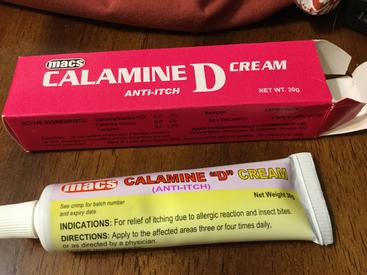 macs
CALAMINE D CREAM
ANTI-ITCH
NET WT. 30g
ACTIVE INGREDIENTS:
macs CALAMINE "D" CREAM
(ANTI-ITCH)
See crimp for batch number
and expiry date
Net Weight 30g
INDICATIONS: For relief of itching due to allergic reaction and insect bites.
DIRECTIONS: Apply to the affected areas three or four times daily,
or as directed by a physician.